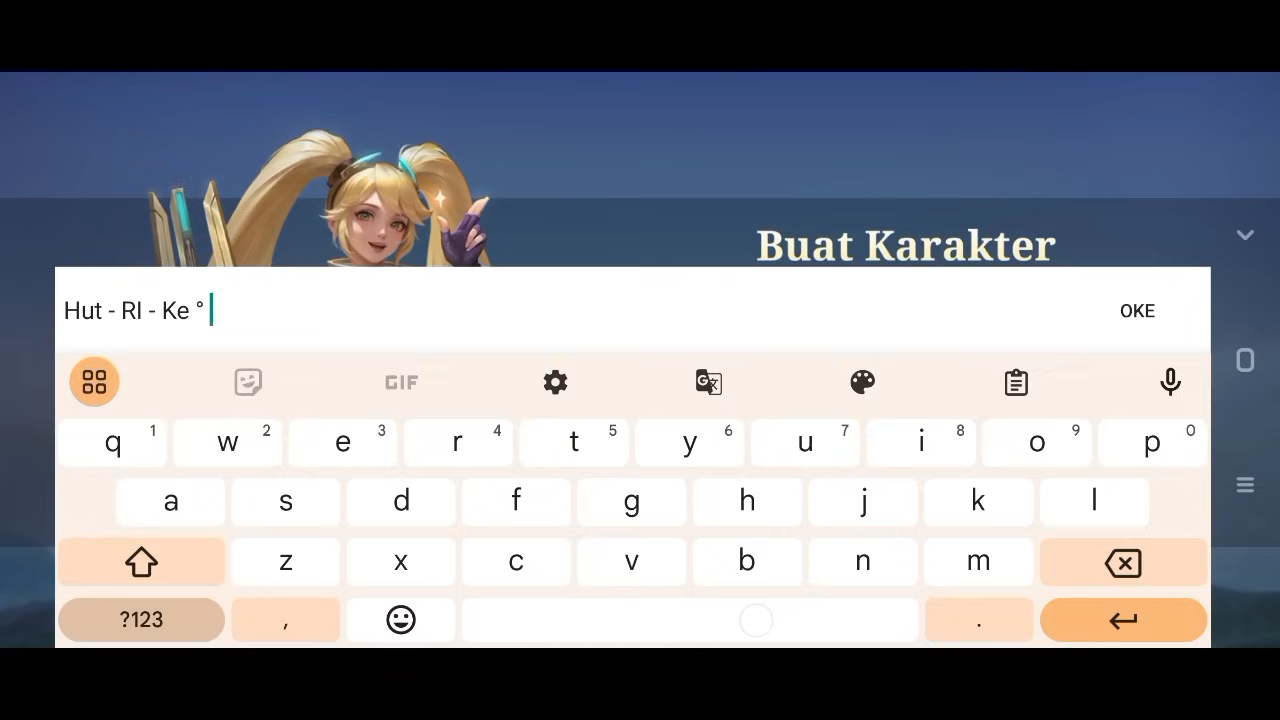 Buat Karakter
Hut - RI - Ke °
OKE
GIF
q 1 w 2 e 3 r 4 t 5 y 6 u 7 i 8 o 9 p 0
a s d f g h j k l
z x c v b n m
?123 , .